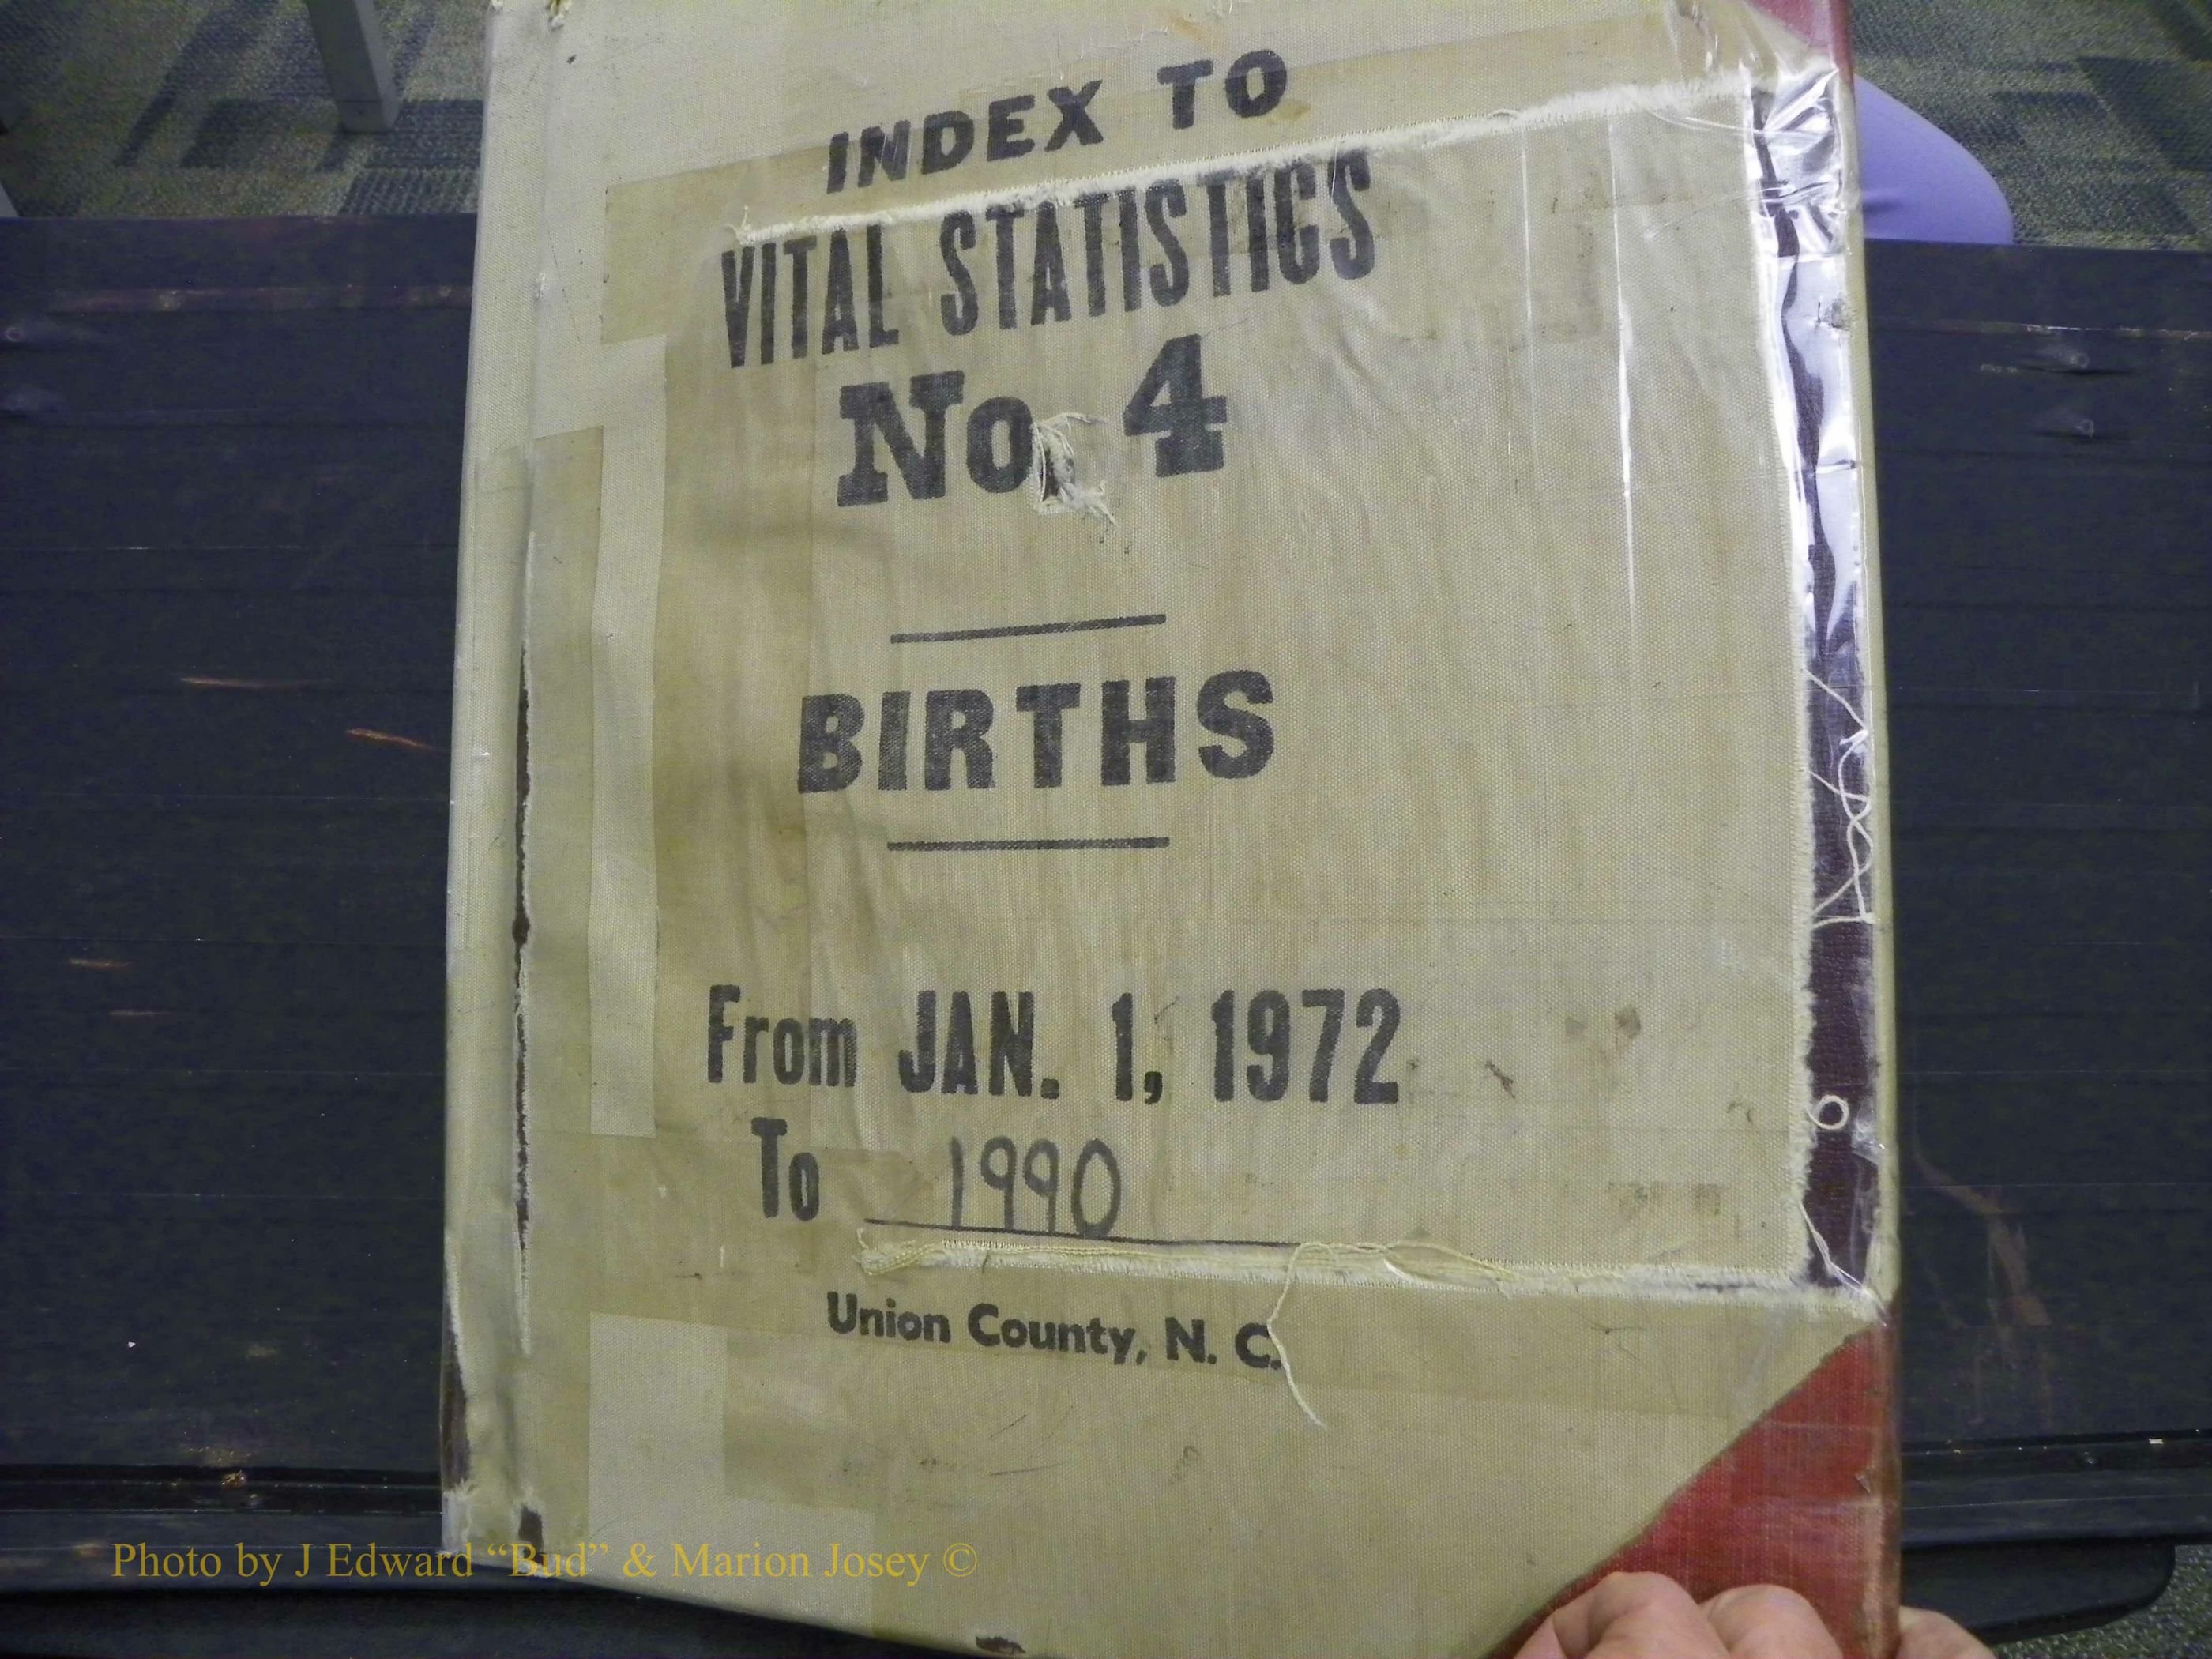 INDEX TO
VITAL STATISTICS
No. 4
BIRTHS
From JAN. 1, 1972
To 1990
Union County, N. C.
Photo by J Edward “Bud” & Marion Josey ©